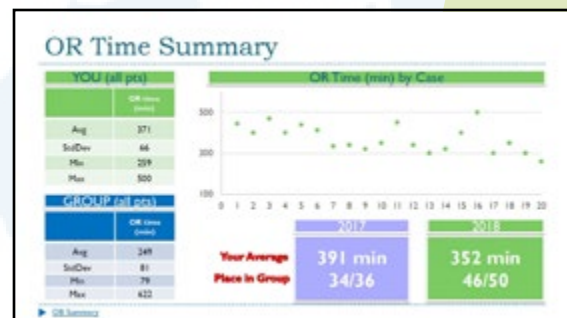 OR Time Summary
YOU (all pts)
OR time (min)
Avg 371
StdDev 66
Min 259
Max 500
GROUP (all pts)
OR time (min)
Avg 249
StdDev 81
Min 79
Max 622
OR Time (min) by Case
500
300
100
0 1 2 3 4 5 6 7 8 9 10 11 12 13 14 15 16 17 18 19 20
2017 2018
Your Average 391 min 352 min
Place in Group 34/36 46/50
OR Summary